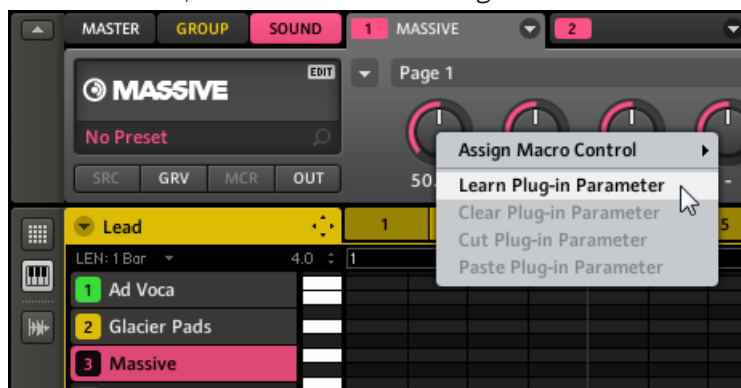 MASTER GROUP SOUND 1 MASSIVE 2
EDIT
MASSIVE
Page 1
No Preset
Assign Macro Control
SRC GRV MCR OUT
50.
Learn Plug-in Parameter
Clear Plug-in Parameter
Cut Plug-in Parameter
Paste Plug-in Parameter
Lead 1 5
LEN: 1 Bar 4.0 1
1 Ad Voca
2 Glacier Pads
3 Massive